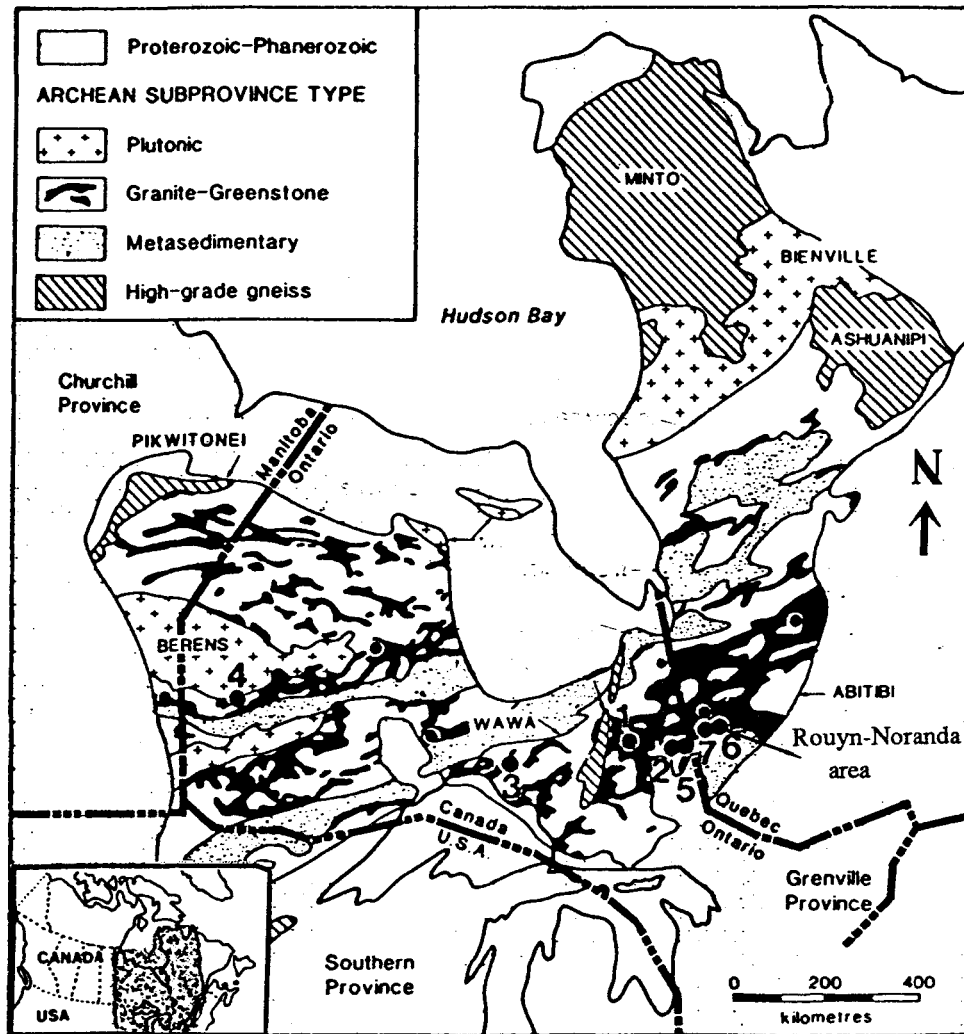 Proterozoic-Phanerozoic
ARCHEAN SUBPROVINCE TYPE
Plutonic
Granite-Greenstone
Metasedimentary
High-grade gneiss
MINTO
BIENVILLE
Hudson Bay
ASHUANIPI
Churchill
Province
PIKWITONEI
Manitoba
Ontario
N
BERENS
4
WAWA
ABITIBI
1
Rouyn-Noranda
area
2
7
6
5
3
Quebec
Ontario
Canada
U.S.A.
Grenville
Province
CANADA
USA
Southern
Province
0 200 400
kilometres